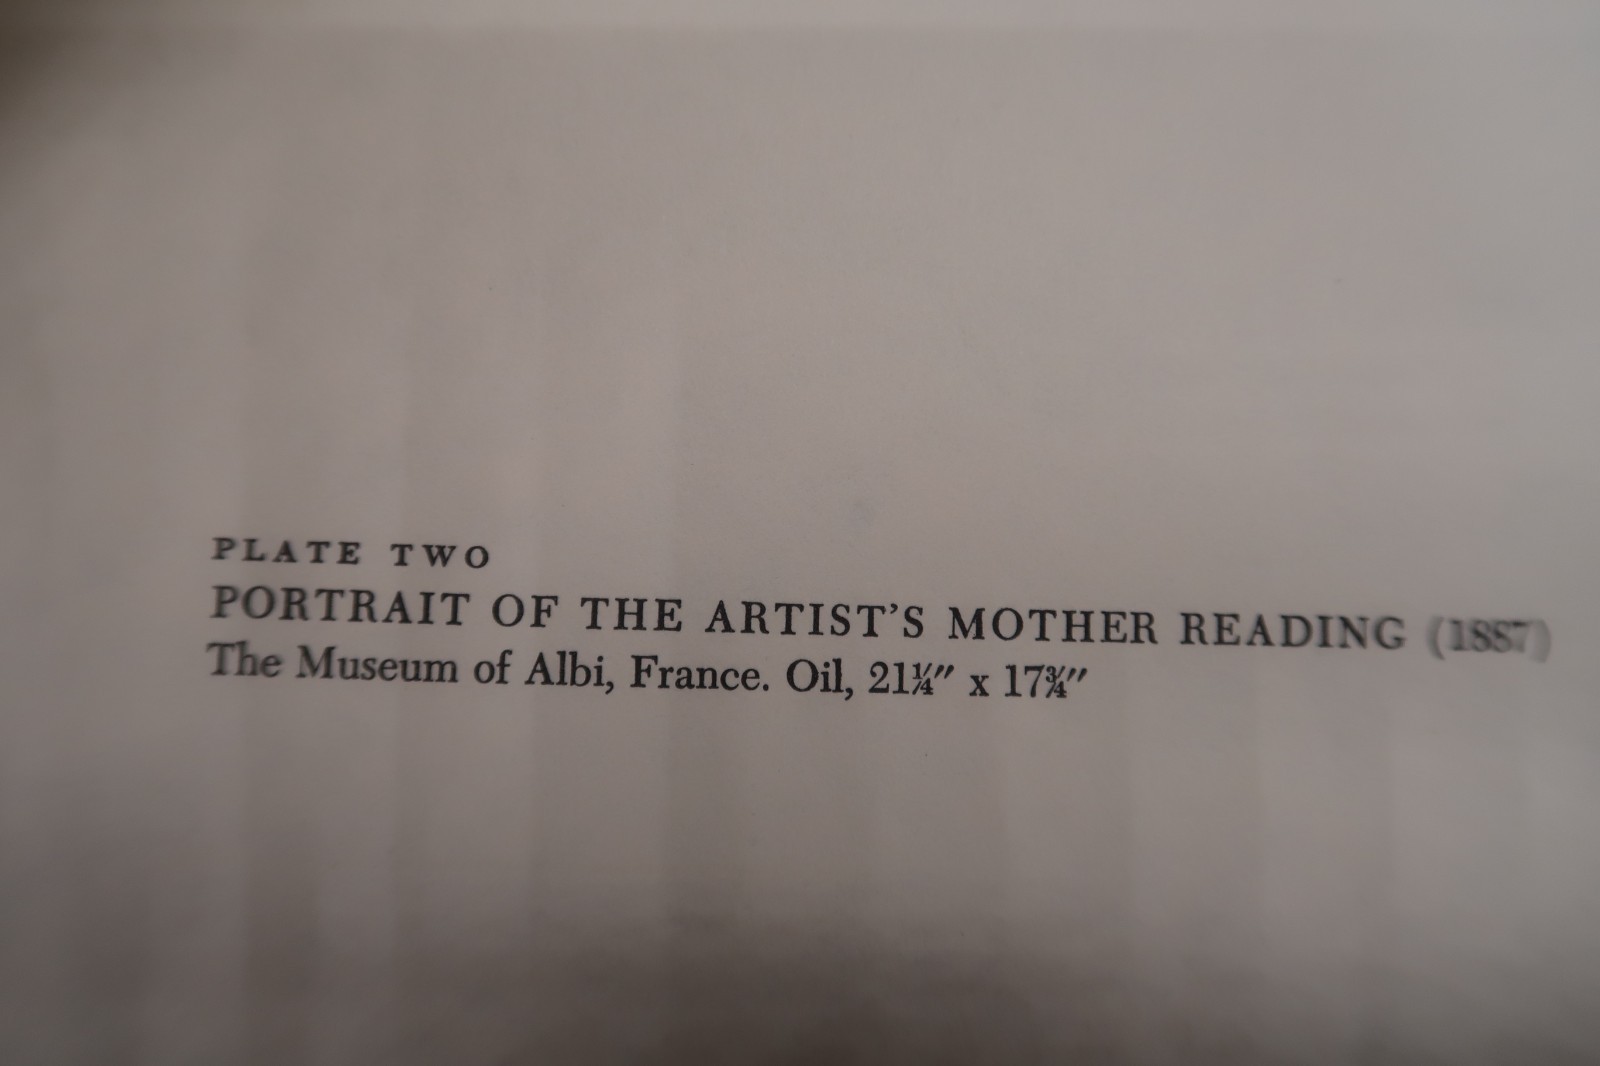 PLATE TWO
PORTRAIT OF THE ARTIST'S MOTHER READING (1887)
The Museum of Albi, France. Oil, 21¼″ x 17¾″